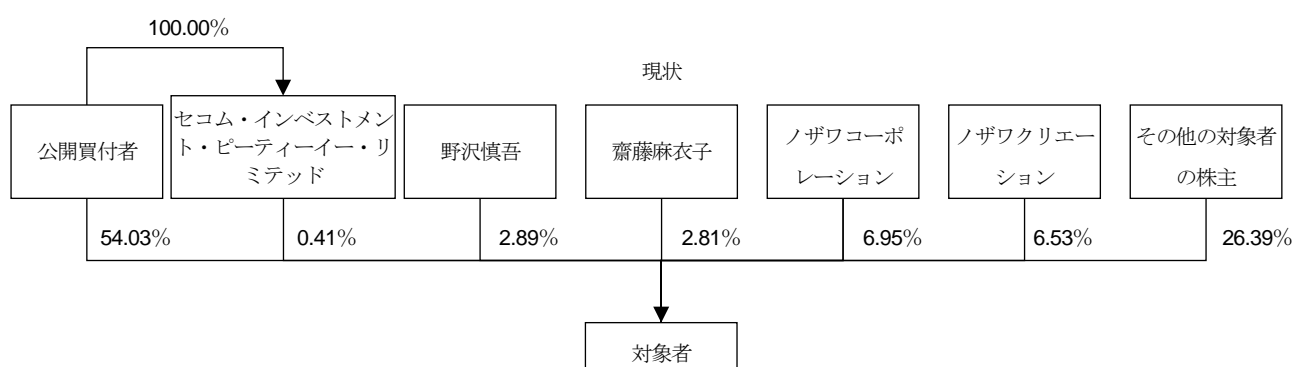 100.00%
現状
公開買付者
セコム・インベストメン
ト・ピーティーイー・リ
ミテッド
野沢慎吾
齋藤麻衣子
ノザワコーポ
レーション
ノザワクリエー
ション
その他の対象者
の株主
54.03%
0.41%
2.89%
2.81%
6.95%
6.53%
26.39%
対象者